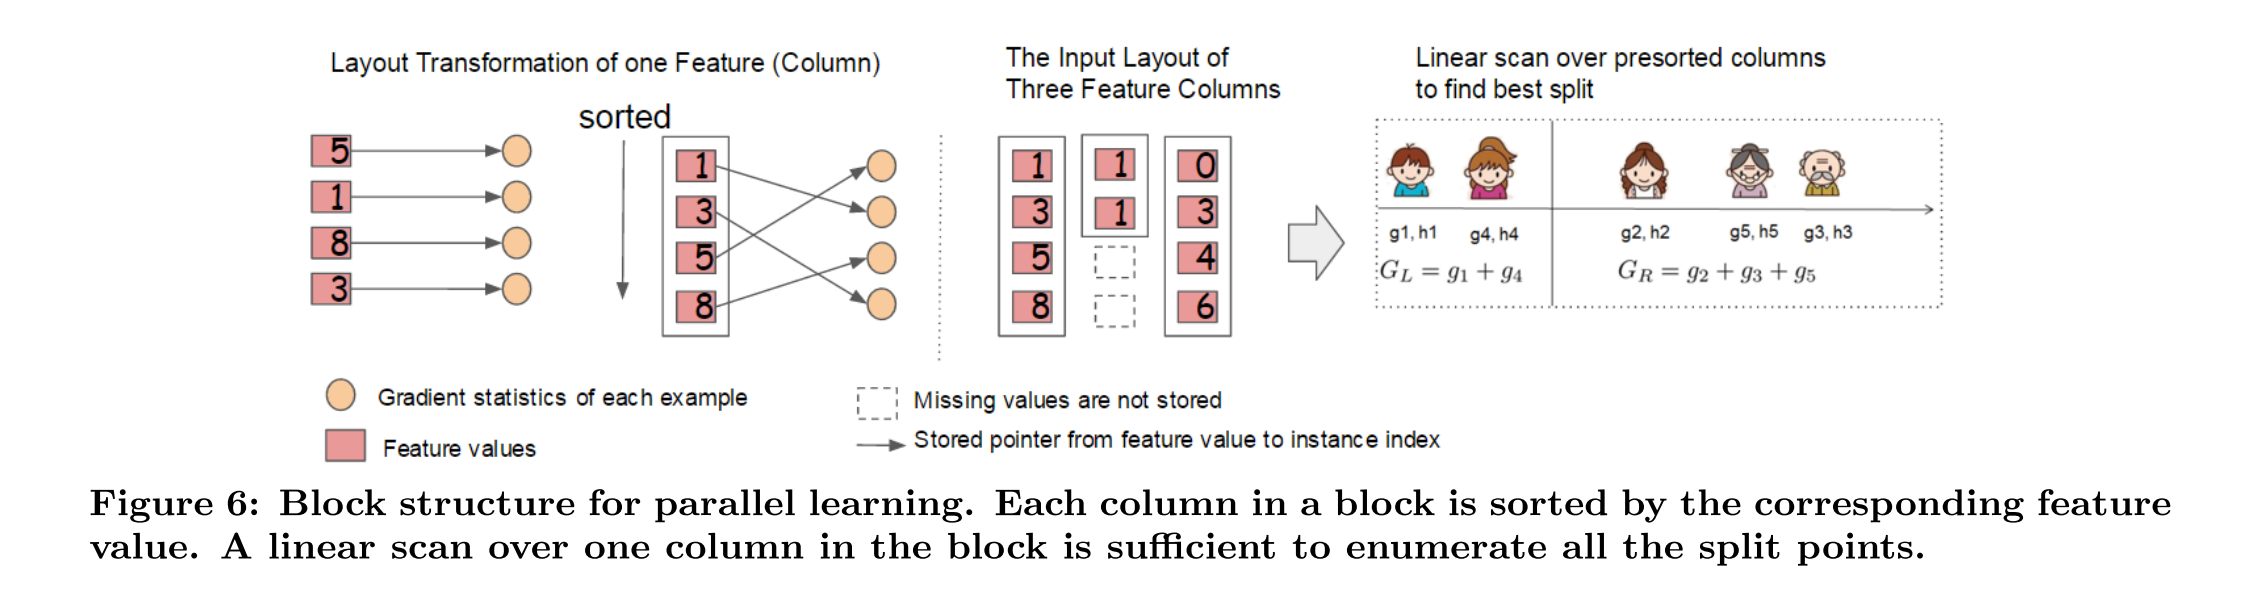 Layout Transformation of one Feature (Column)
sorted
5
1
8
3
1
3
5
8
The Input Layout of
Three Feature Columns
1
3
5
8
1
1
0
3
4
6
Linear scan over presorted columns
to find best split
g1, h1 g4, h4 g2, h2 g5, h5 g3, h3
G_L = g_1 + g_4 G_R = g_2 + g_3 + g_5
Gradient statistics of each example
Feature values
Missing values are not stored
Stored pointer from feature value to instance index
Figure 6: Block structure for parallel learning. Each column in a block is sorted by the corresponding feature
value. A linear scan over one column in the block is sufficient to enumerate all the split points.